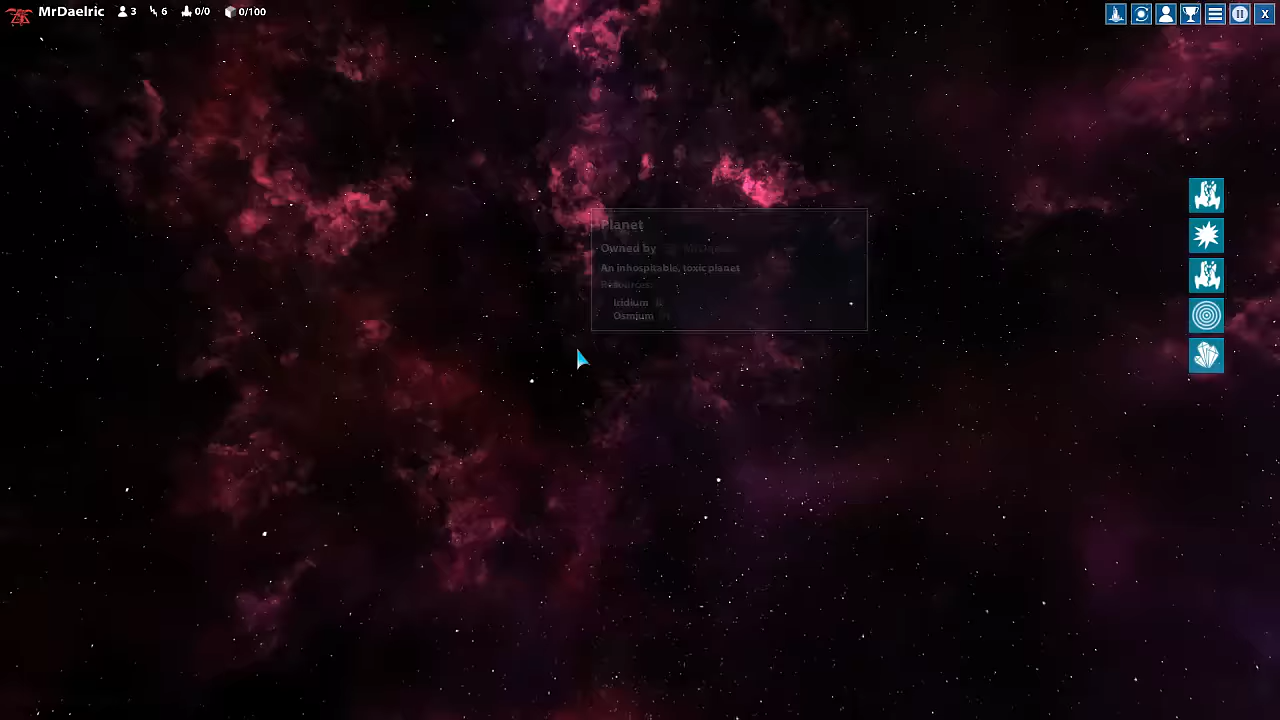 MrDaelric 3 6 0/0 0/100
X
Planet
Owned by
An inhospitable, toxic planet
Resources:
Iridium
Osmium